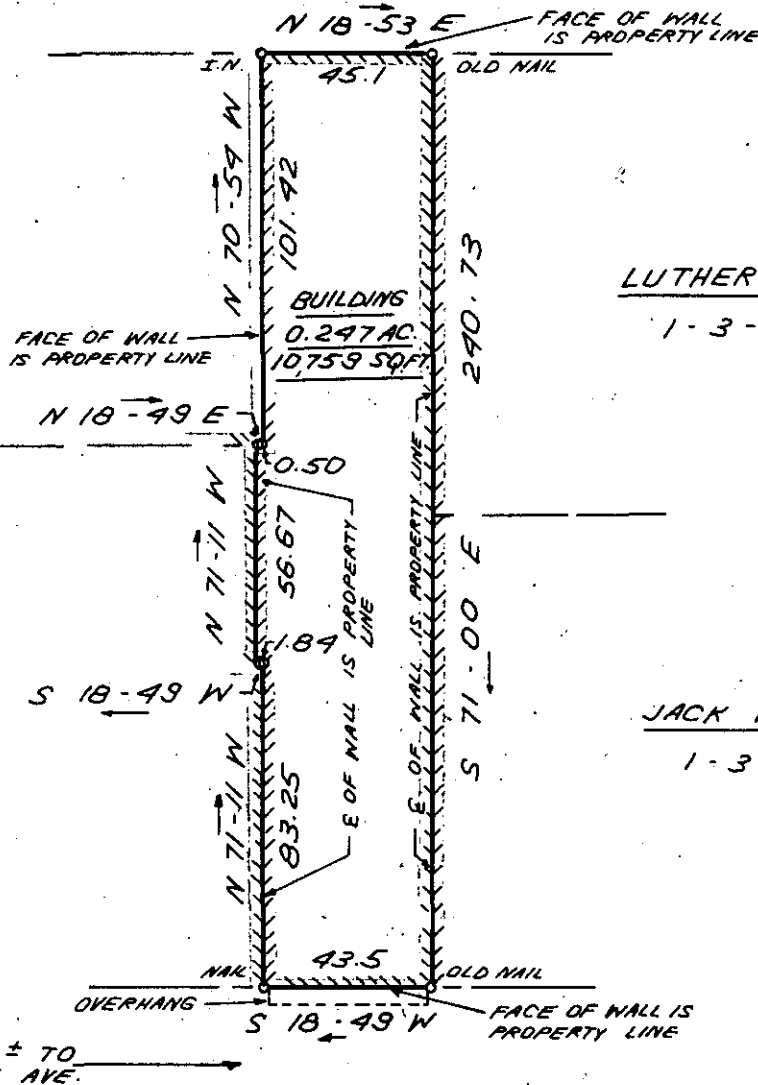 N 18-53 E
FACE OF WALL
IS PROPERTY LINE
I.N.
45.1
OLD NAIL
N 70-54 W
101.42
240.73
BUILDING
0.247 AC
10,759 SQFT
LUTHER
1-3-
FACE OF WALL
IS PROPERTY LINE
N 18-49 E
0.50
N 71-11 W
56.67
℄ OF WALL IS PROPERTY
LINE
℄ OF WALL IS PROPERTY LINE
1.84
S 18-49 W
S 71-00 E
JACK
1-3
N 71-11 W
83.25
NAIL
43.5
OLD NAIL
OVERHANG
S 18-49 W
FACE OF WALL IS
PROPERTY LINE
± TO
AVE.